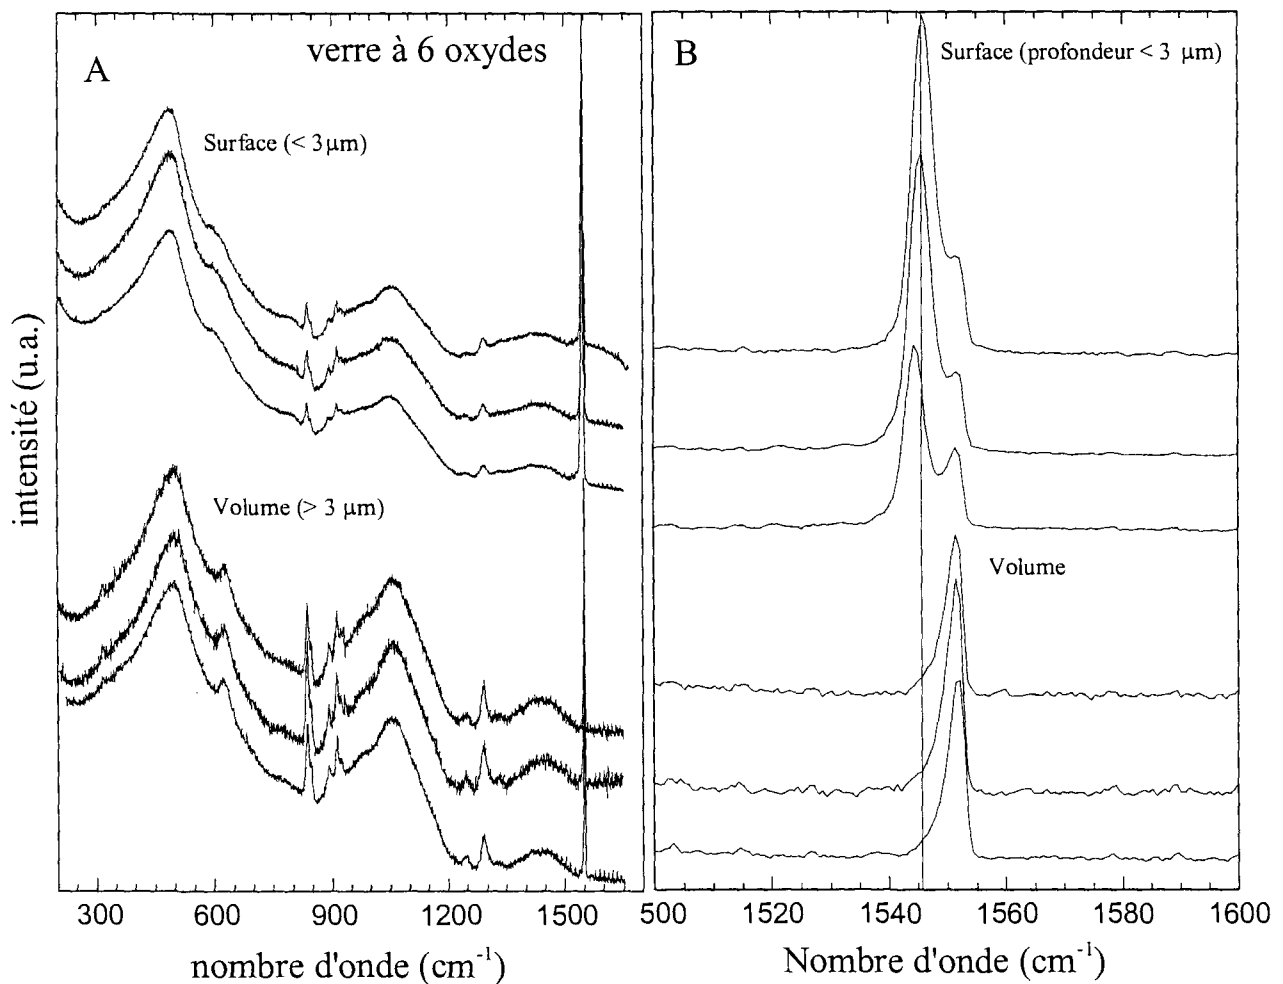 A
verre à 6 oxydes
Surface (< 3 μm)
Volume (> 3 μm)
intensité (u.a.)
300 600 900 1200 1500
nombre d'onde (cm-1)
B
Surface (profondeur < 3 μm)
Volume
500 1520 1540 1560 1580 1600
Nombre d'onde (cm-1)